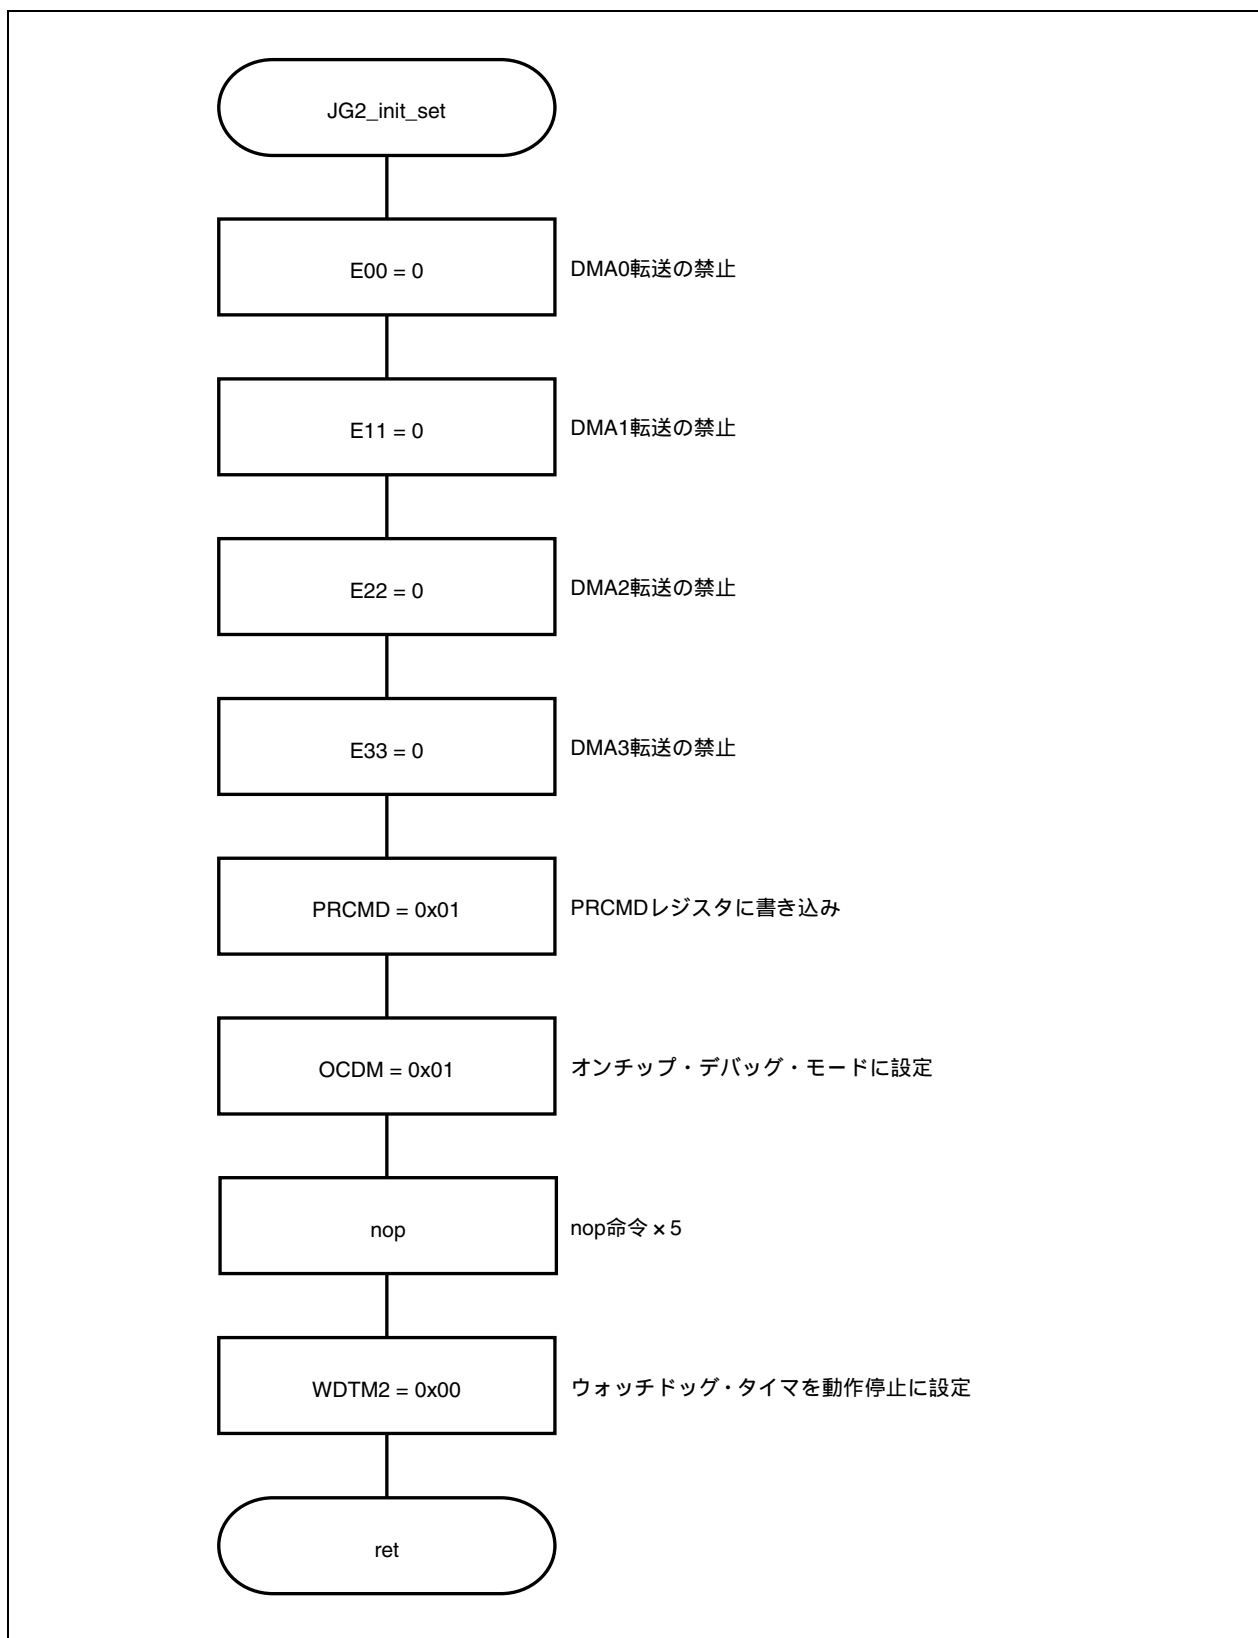 JG2_init_set
E00 = 0
DMA0転送の禁止
E11 = 0
DMA1転送の禁止
E22 = 0
DMA2転送の禁止
E33 = 0
DMA3転送の禁止
PRCMD = 0x01
PRCMDレジスタに書き込み
OCDM = 0x01
オンチップ・デバッグ・モードに設定
nop
nop命令×5
WDTM2 = 0x00
ウォッチドッグ・タイマを動作停止に設定
ret